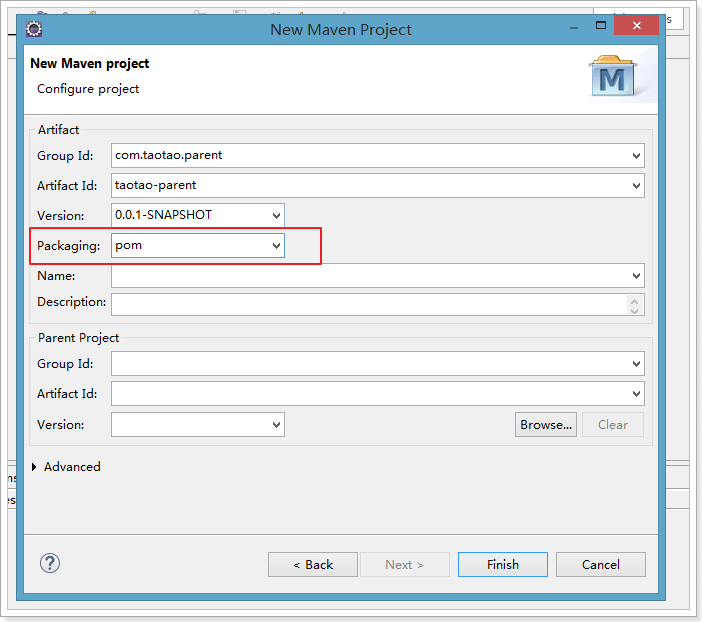 New Maven Project
New Maven project
Configure project
M
Artifact
Group Id: com.taotao.parent
Artifact Id: taotao-parent
Version: 0.0.1-SNAPSHOT
Packaging: pom
Name:
Description:
Parent Project
Group Id:
Artifact Id:
Version: Browse... Clear
Advanced
? < Back Next > Finish Cancel